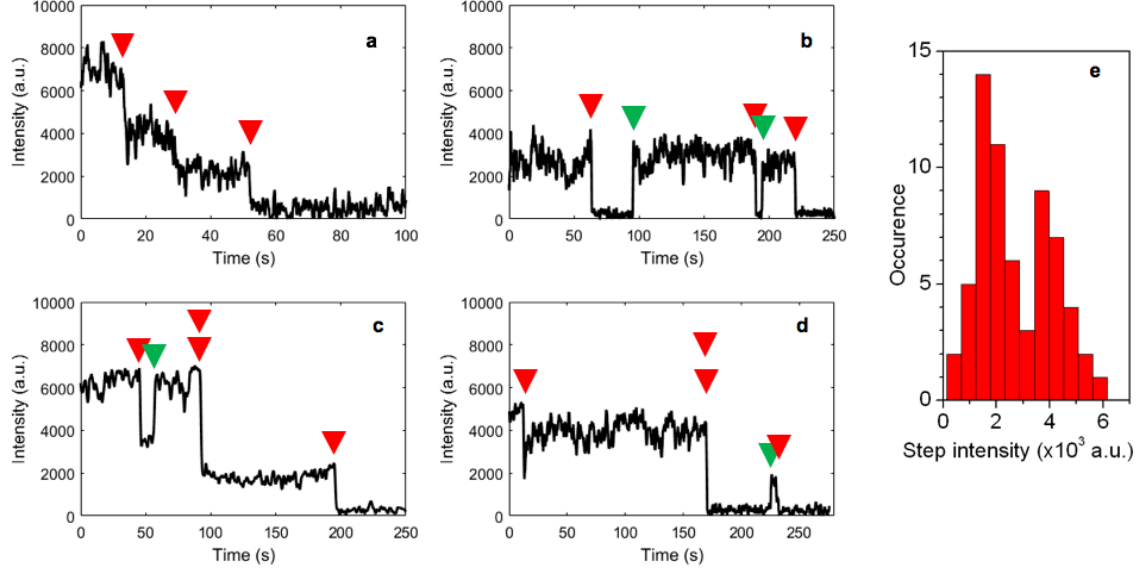 a
Intensity (a.u.)
10000
8000
6000
4000
2000
0
0 20 40 60 80 100
Time (s)
b
Intensity (a.u.)
10000
8000
6000
4000
2000
0
0 50 100 150 200 250
Time (s)
c
Intensity (a.u.)
10000
8000
6000
4000
2000
0
0 50 100 150 200 250
Time (s)
d
Intensity (a.u.)
10000
8000
6000
4000
2000
0
0 50 100 150 200 250
Time (s)
e
Occurence
15
10
5
0
0 2 4 6
Step intensity (x10³ a.u.)